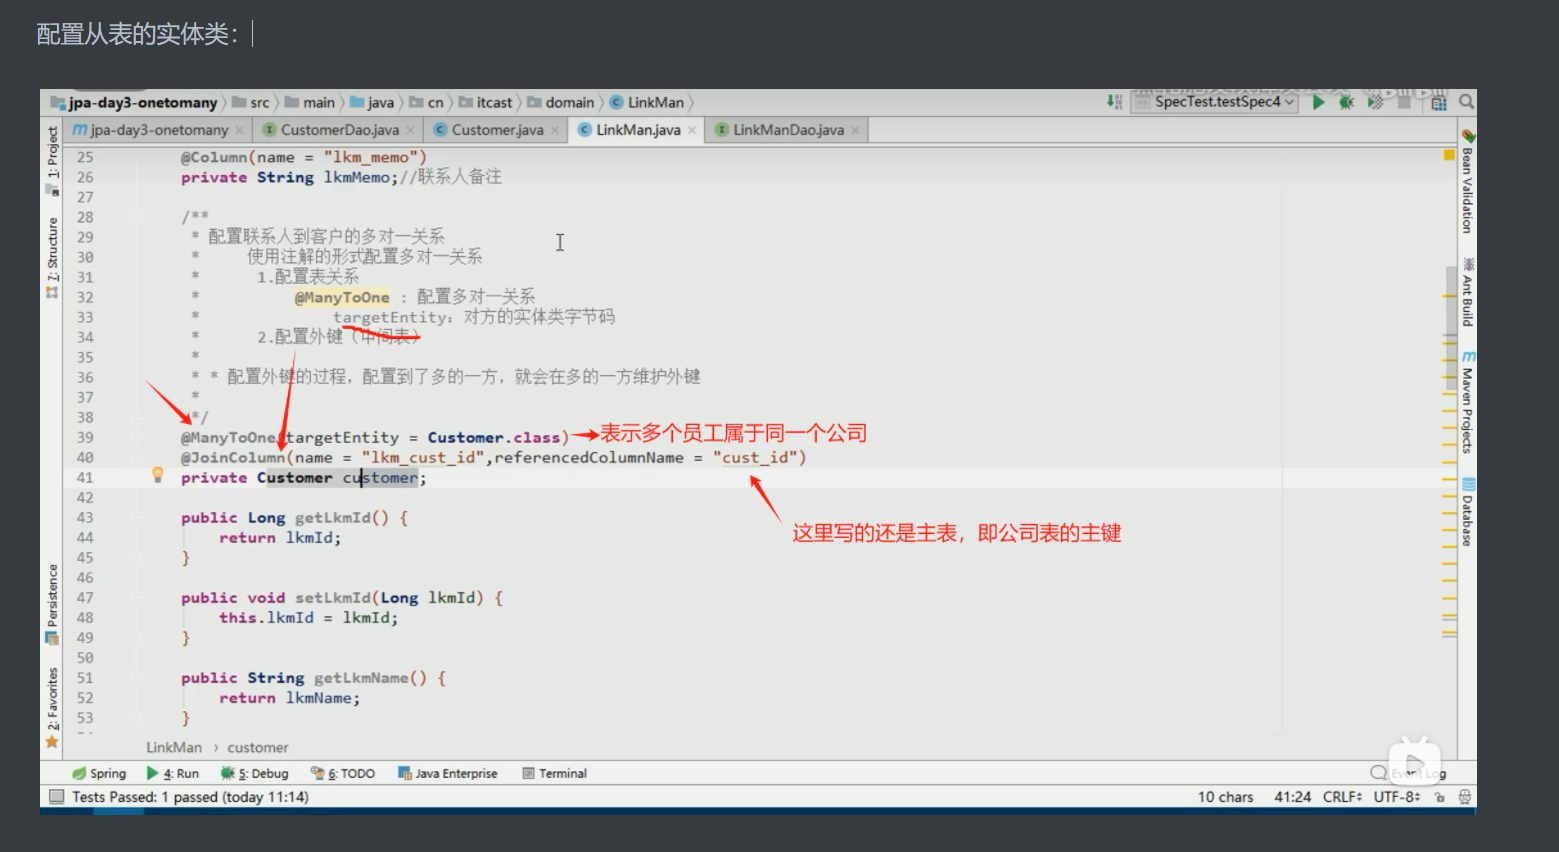 配置从表的实体类：
jpa-day3-onetomany src main java cn itcast domain LinkMan
SpecTest.testSpec4
jpa-day3-onetomany CustomerDao.java Customer.java LinkMan.java LinkManDao.java
25 @Column(name = "lkm_memo")
26 private String lkmMemo;//联系人备注
27
28 /**
29 * 配置联系人到客户的多对一关系
30 * 使用注解的形式配置多对一关系
31 * 1.配置表关系
32 * @ManyToOne : 配置多对一关系
33 * targetEntity：对方的实体类字节码
34 * 2.配置外键（中间表）
35 *
36 * * 配置外键的过程，配置到了多的一方，就会在多的一方维护外键
37 *
38 */
39 @ManyToOne(targetEntity = Customer.class) 表示多个员工属于同一个公司
40 @JoinColumn(name = "lkm_cust_id",referencedColumnName = "cust_id")
41 private Customer customer;
42
43 public Long getLkmId() {
44 return lkmId;
这里写的还是主表，即公司表的主键
45 }
46
47 public void setLkmId(Long lkmId) {
48 this.lkmId = lkmId;
49 }
50
51 public String getLkmName() {
52 return lkmName;
53 }
1: Project
7: Structure
Persistence
2: Favorites
Bean Validation
Ant Build
Maven Projects
Database
LinkMan › customer
Spring 4: Run 5: Debug 6: TODO Java Enterprise Terminal Event Log
Tests Passed: 1 passed (today 11:14) 10 chars 41:24 CRLF UTF-8